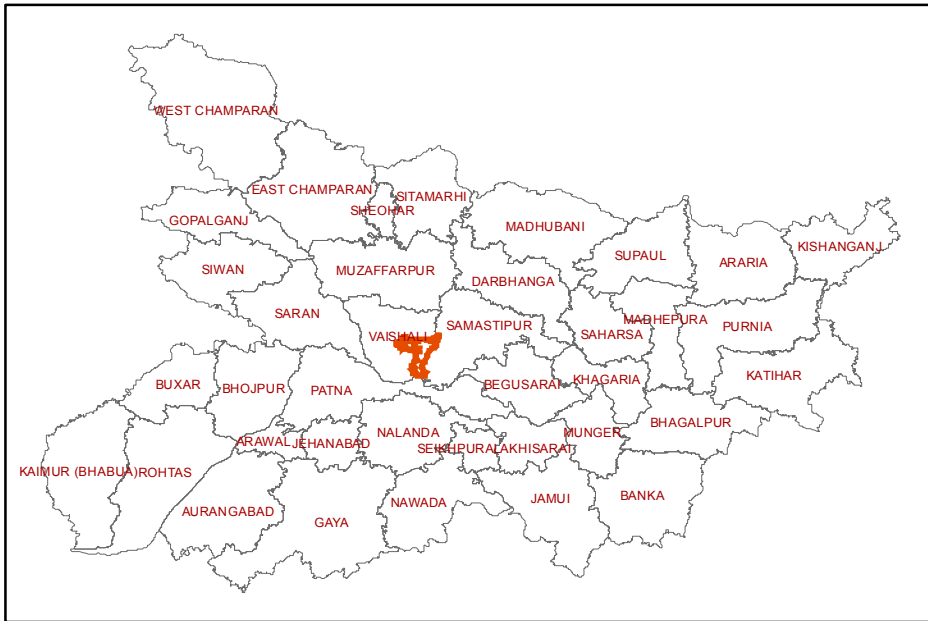 WEST CHAMPARAN
EAST CHAMPARAN
SITAMARHI
SHEOHAR
GOPALGANJ
MADHUBANI
SUPAUL
ARARIA
KISHANGANJ
SIWAN
MUZAFFARPUR
DARBHANGA
SARAN
VAISHALI
SAMASTIPUR
SAHARSA
MADHEPURA
PURNIA
BUXAR
BHOJPUR
PATNA
BEGUSARAI
KHAGARIA
KATIHAR
ARAWAL
JEHANABAD
NALANDA
SEIKHPURA
LAKHISARAI
MUNGER
BHAGALPUR
KAIMUR (BHABUA)
ROHTAS
AURANGABAD
GAYA
NAWADA
JAMUI
BANKA